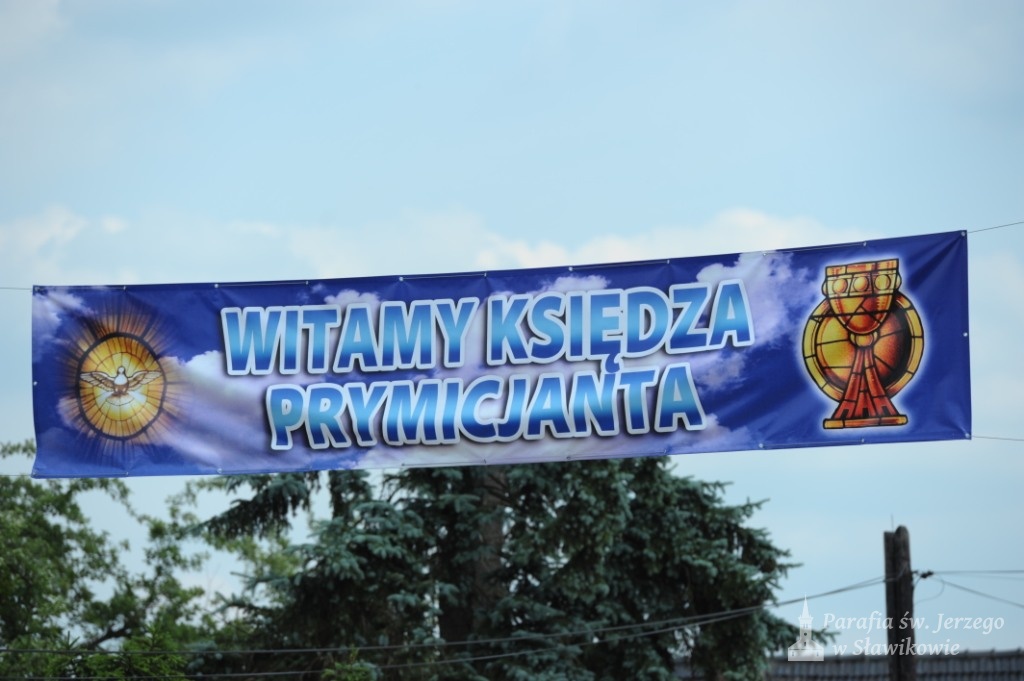 WITAMY KSIĘDZA
PRYMICJANTA
Parafia św. Jerzego
w Sławikowie